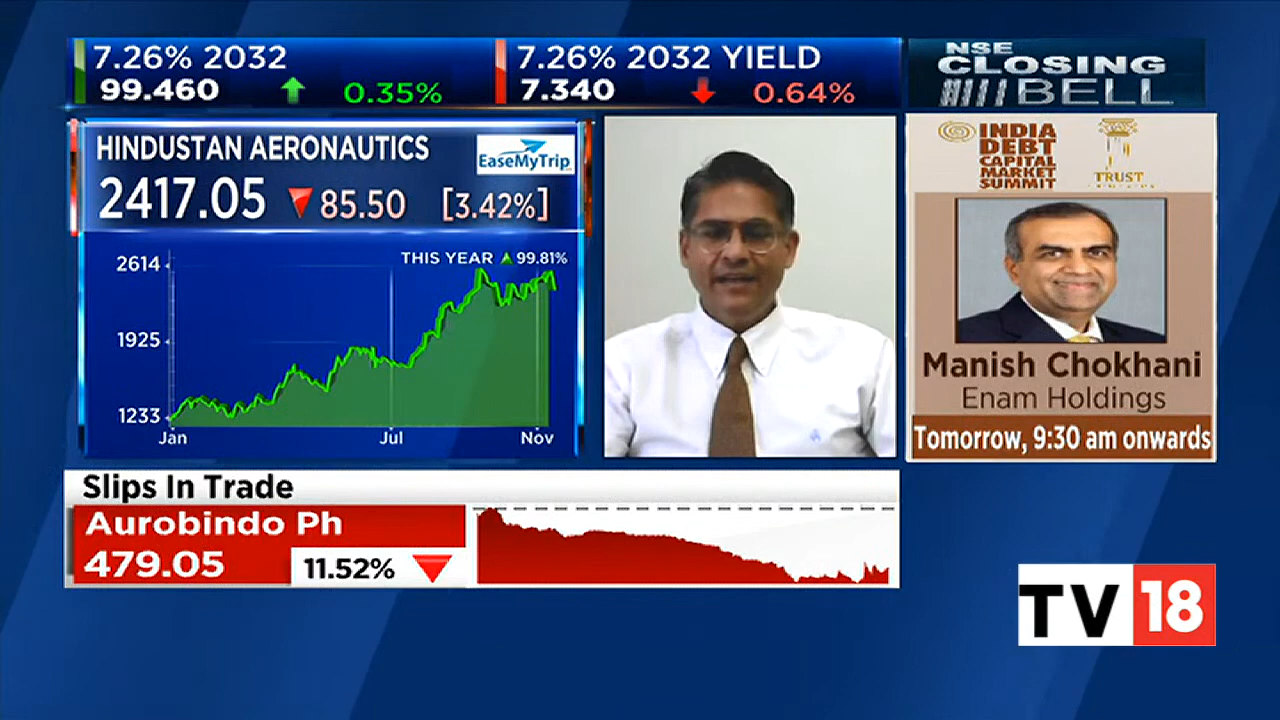 7.26% 2032
99.460 0.35%
7.26% 2032 YIELD
7.340 0.64%
NSE
CLOSING
BELL
HINDUSTAN AERONAUTICS
EaseMyTrip
2417.05 85.50 [3.42%]
THIS YEAR 99.81%
2614
1925
1233
Jan Jul Nov
INDIA
DEBT
CAPITAL
MARKET
SUMMIT
TRUST
Manish Chokhani
Enam Holdings
Tomorrow, 9:30 am onwards
Slips In Trade
Aurobindo Ph
479.05 11.52%
TV18